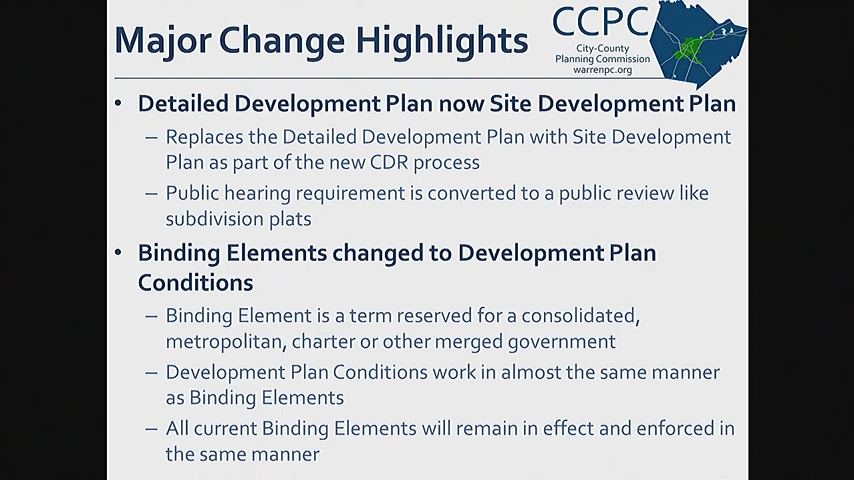 Major Change Highlights
CCPC
City-County
Planning Commission
warrenpc.org
• Detailed Development Plan now Site Development Plan
– Replaces the Detailed Development Plan with Site Development
Plan as part of the new CDR process
– Public hearing requirement is converted to a public review like
subdivision plats
• Binding Elements changed to Development Plan
Conditions
– Binding Element is a term reserved for a consolidated,
metropolitan, charter or other merged government
– Development Plan Conditions work in almost the same manner
as Binding Elements
– All current Binding Elements will remain in effect and enforced in
the same manner